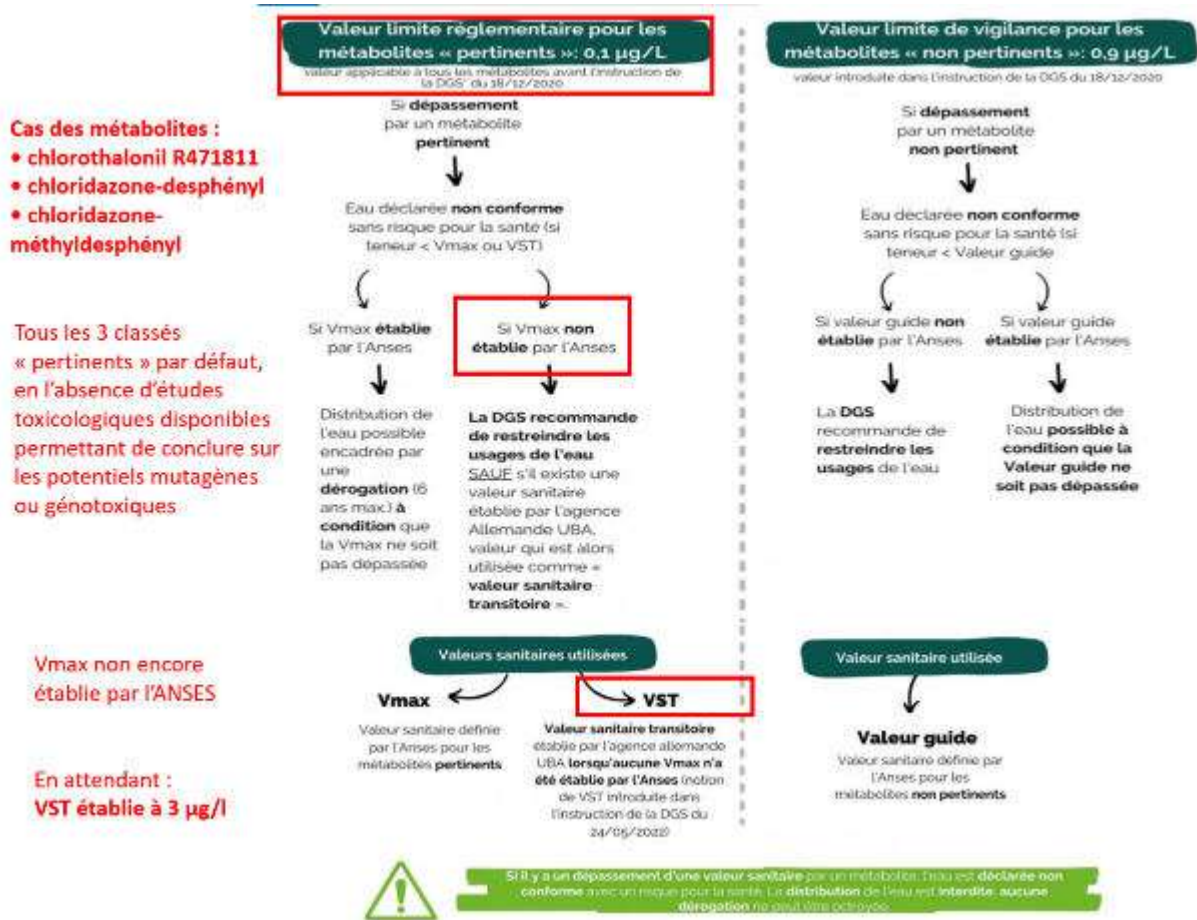 Valeur limite réglementaire pour les
métabolites « pertinents »: 0,1 µg/L
valeur applicable à tous les métabolites avant l'instruction de
la DGS* du 18/12/2020
Si dépassement
par un métabolite
pertinent
Eau déclarée non conforme
sans risque pour la santé (si
teneur < Vmax ou VST)
Si Vmax établie
par l'Anses
Si Vmax non
établie par l'Anses
Distribution de
l'eau possible
encadrée par
une
dérogation (6
ans max.) à
condition que
la Vmax ne soit
pas dépassée
La DGS recommande
de restreindre les
usages de l'eau
SAUF s'il existe une
valeur sanitaire
établie par l'agence
Allemande UBA,
valeur qui est alors
utilisée comme «
valeur sanitaire
transitoire ».
Valeurs sanitaires utilisées
Vmax
Valeur sanitaire définie
par l'Anses pour les
métabolites pertinents
VST
Valeur sanitaire transitoire
établie par l'agence allemande
UBA lorsqu'aucune Vmax n'a
été établie par l'Anses (notion
de VST introduite dans
l'instruction de la DGS du
24/05/2022)
Valeur limite de vigilance pour les
métabolites « non pertinents »: 0,9 µg/L
valeur introduite dans l'instruction de la DGS du 18/12/2020
Si dépassement
par un métabolite
non pertinent
Eau déclarée non conforme
sans risque pour la santé (si
teneur < Valeur guide
Si valeur guide non
établie par l'Anses
Si valeur guide
établie par l'Anses
La DGS
recommande de
restreindre les
usages de l'eau
Distribution de
l'eau possible à
condition que la
Valeur guide ne
soit pas dépassée
Valeur sanitaire utilisée
Valeur guide
Valeur sanitaire définie par
l'Anses pour les
métabolites non pertinents
Cas des métabolites :
• chlorothalonil R471811
• chloridazone-desphényl
• chloridazone-
méthyldesphényl
Tous les 3 classés
« pertinents » par défaut,
en l'absence d'études
toxicologiques disponibles
permettant de conclure sur
les potentiels mutagènes
ou génotoxiques
Vmax non encore
établie par l'ANSES
En attendant :
VST établie à 3 µg/l
Si il y a un dépassement d'une valeur sanitaire par un métabolite, l'eau est déclarée non
conforme avec un risque pour la santé. La distribution de l'eau est interdite, aucune
dérogation ne peut être octroyée.